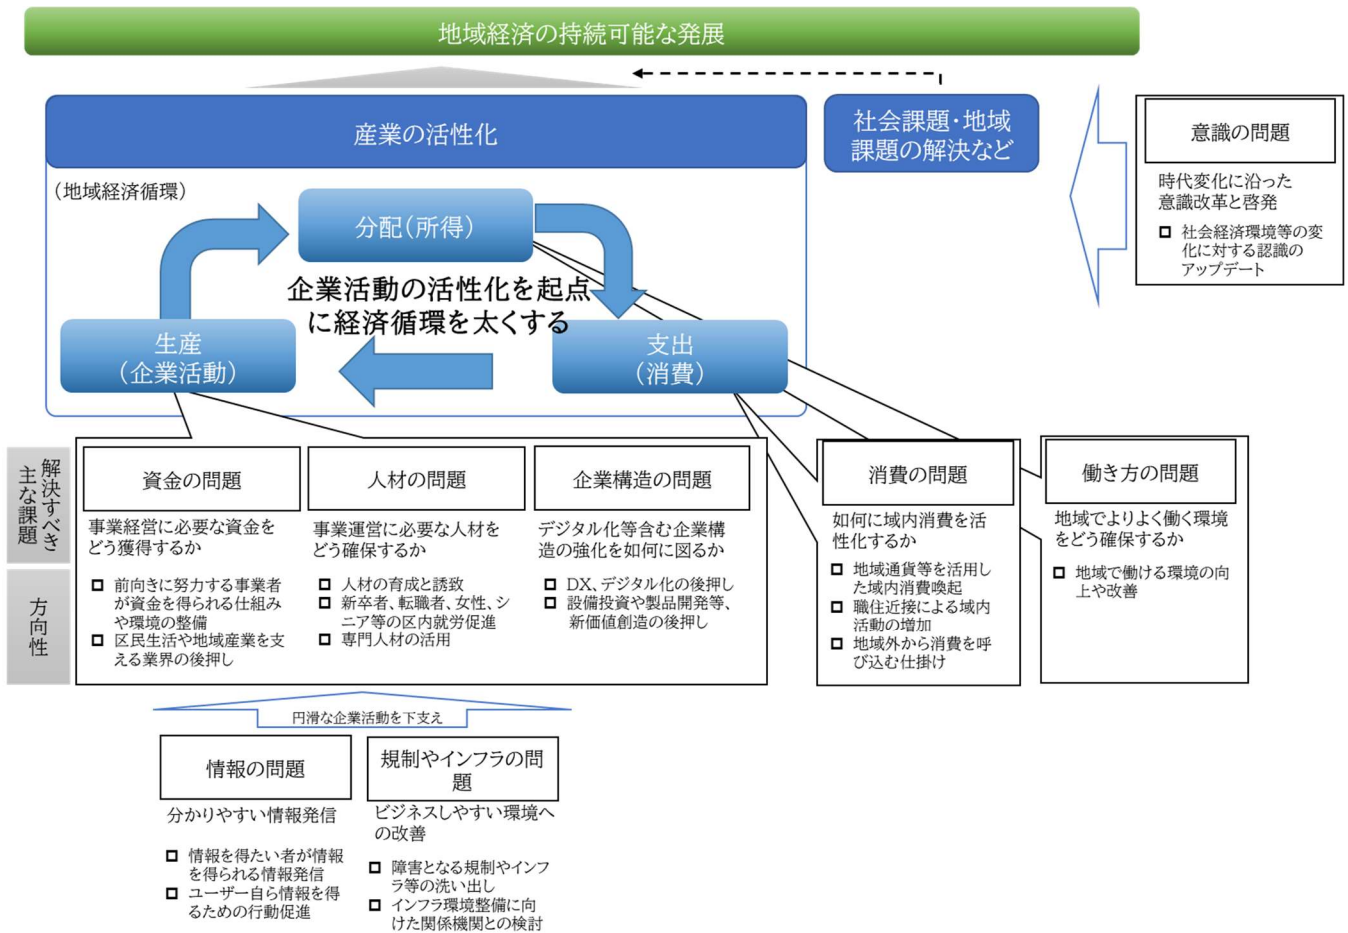 地域経済の持続可能な発展
産業の活性化
社会課題・地域
課題の解決など
意識の問題
時代変化に沿った
意識改革と啓発
社会経済環境等の変
化に対する認識の
アップデート
（地域経済循環）
分配（所得）
企業活動の活性化を起点
に経済循環を太くする
生産
（企業活動）
支出
（消費）
解決すべき
主な課題
方向性
資金の問題
事業経営に必要な資金を
どう獲得するか
前向きに努力する事業者
が資金を得られる仕組み
や環境の整備
区民生活や地域産業を支
える業界の後押し
人材の問題
事業運営に必要な人材を
どう確保するか
人材の育成と誘致
新卒者、転職者、女性、シ
ニア等の区内就労促進
専門人材の活用
企業構造の問題
デジタル化等含む企業構
造の強化を如何に図るか
DX、デジタル化の後押し
設備投資や製品開発等、
新価値創造の後押し
消費の問題
如何に域内消費を活
性化するか
地域通貨等を活用し
た域内消費喚起
職住近接による域内
活動の増加
地域外から消費を呼
び込む仕掛け
働き方の問題
地域でよりよく働く環境
をどう確保するか
地域で働ける環境の向
上や改善
円滑な企業活動を下支え
情報の問題
分かりやすい情報発信
情報を得たい者が情報
を得られる情報発信
ユーザー自ら情報を得
るための行動促進
規制やインフラの問
題
ビジネスしやすい環境へ
の改善
障害となる規制やインフ
ラ等の洗い出し
インフラ環境整備に向
けた関係機関との検討